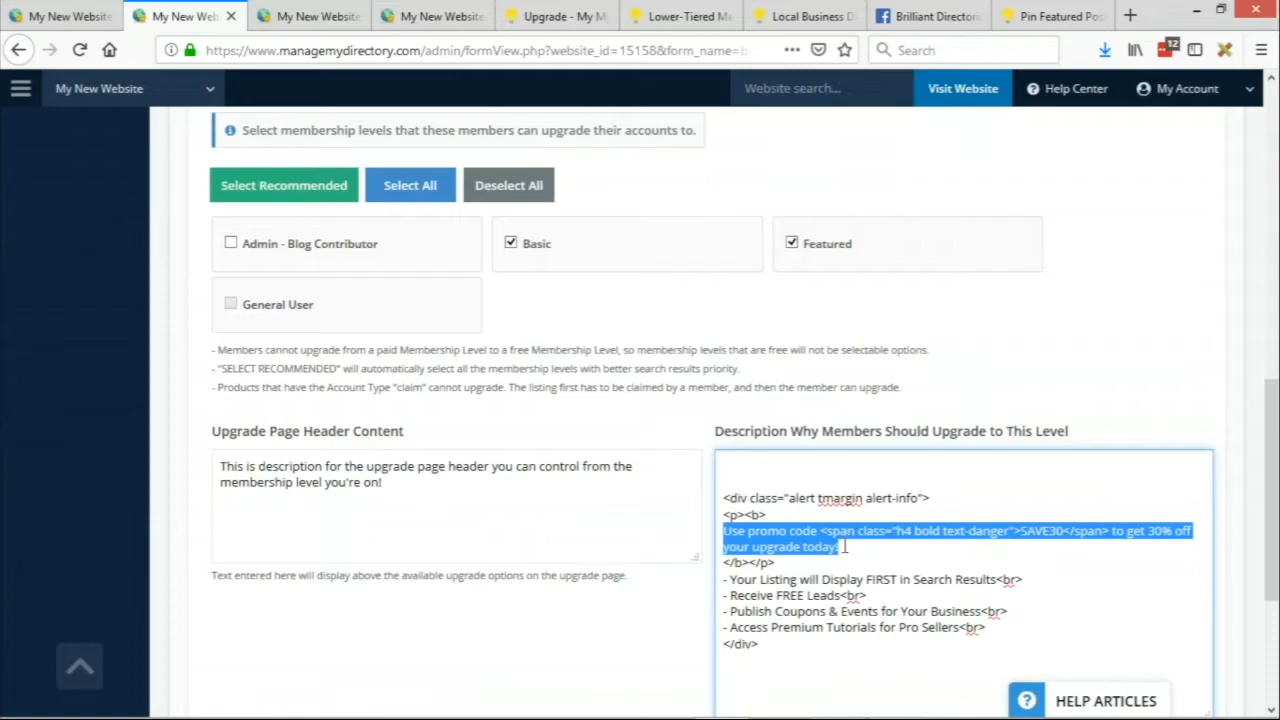 My New Web
My New Web
My New Website
My New Website
Upgrade - My M
Lower-Tiered Me
Local Business D
Brilliant Directori
Pin Featured Pos
https://www.managemydirectory.com/admin/formView.php?website_id=15158&form_name=b
Search
12
My New Website
Website search...
Visit Website
Help Center
My Account
Select membership levels that these members can upgrade their accounts to.
Select Recommended
Select All
Deselect All
Admin - Blog Contributor
Basic
Featured
General User
- Members cannot upgrade from a paid Membership Level to a free Membership Level, so membership levels that are free will not be selectable options.
- "SELECT RECOMMENDED" will automatically select all the membership levels with better search results priority.
- Products that have the Account Type "claim" cannot upgrade. The listing first has to be claimed by a member, and then the member can upgrade.
Upgrade Page Header Content
This is description for the upgrade page header you can control from the
membership level you're on!
Text entered here will display above the available upgrade options on the upgrade page.
Description Why Members Should Upgrade to This Level
<div class="alert tmargin alert-info">
<p><b>
Use promo code <span class="h4 bold text-danger">SAVE30</span> to get 30% off
your upgrade today!
</b></p>
- Your Listing will Display FIRST in Search Results<br>
- Receive FREE Leads<br>
- Publish Coupons & Events for Your Business<br>
- Access Premium Tutorials for Pro Sellers<br>
</div>
HELP ARTICLES